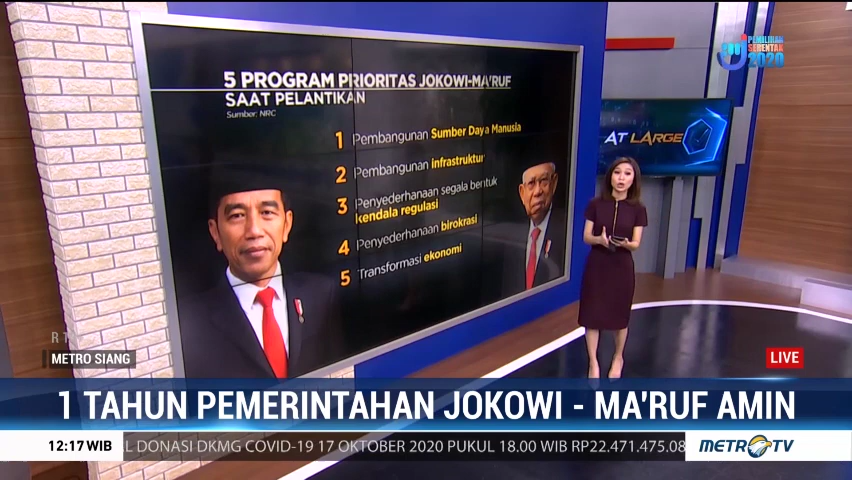 PEMILIHAN
SERENTAK
2020
5 PROGRAM PRIORITAS JOKOWI-MA'RUF
SAAT PELANTIKAN
Sumber: NRC
1 Pembangunan Sumber Daya Manusia
2 Pembangunan infrastruktur
3 Penyederhanaan segala bentuk
kendala regulasi
4 Penyederhanaan birokrasi
5 Transformasi ekonomi
AT LARGE
METRO SIANG
LIVE
1 TAHUN PEMERINTAHAN JOKOWI - MA'RUF AMIN
12:17 WIB
AL DONASI DKMG COVID-19 17 OKTOBER 2020 PUKUL 18.00 WIB RP22.471.475.08
METRO TV